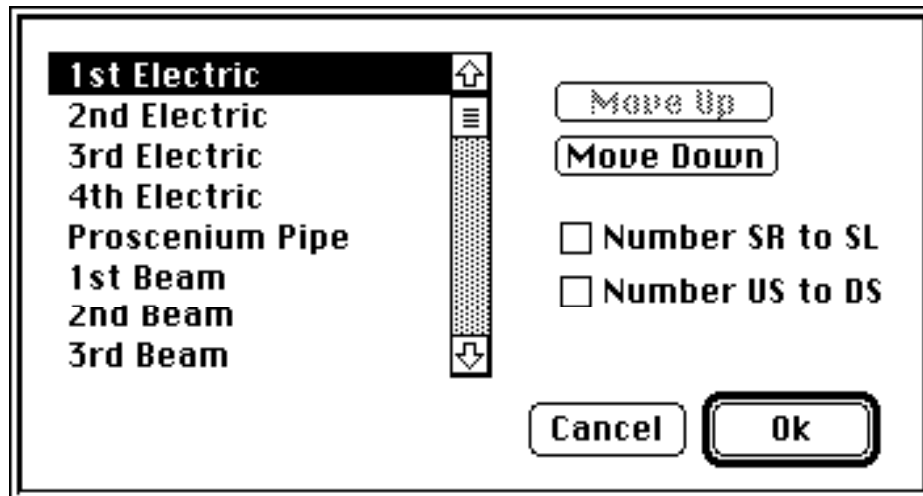 1st Electric
2nd Electric
3rd Electric
4th Electric
Proscenium Pipe
1st Beam
2nd Beam
3rd Beam
Move Up
Move Down
Number SR to SL
Number US to DS
Cancel
Ok